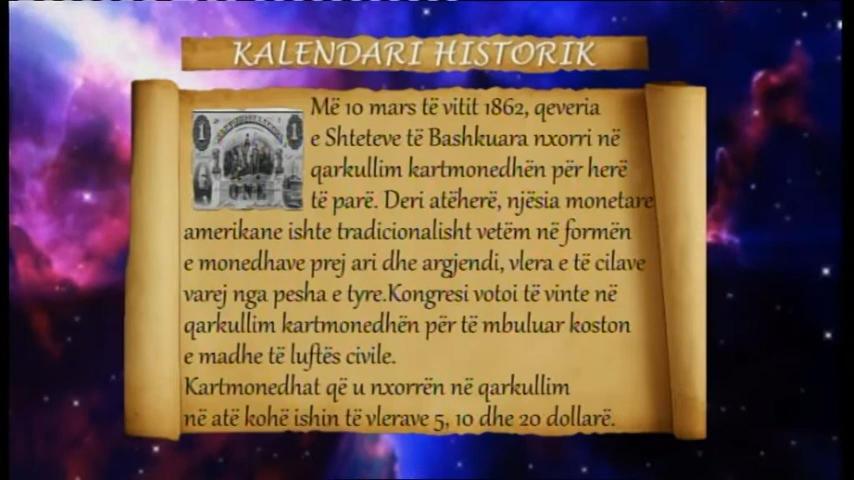 KALENDARI HISTORIK
Më 10 mars të vitit 1862, qeveria
e Shteteve të Bashkuara nxorri në
qarkullim kartmonedhën për herë
të parë. Deri atëherë, njësia monetare
amerikane ishte tradicionalisht vetëm në formën
e monedhave prej ari dhe argjendi, vlera e të cilave
varej nga pesha e tyre.Kongresi votoi të vinte në
qarkullim kartmonedhën për të mbuluar koston
e madhe të luftës civile.
Kartmonedhat që u nxorrën në qarkullim
në atë kohë ishin të vlerave 5, 10 dhe 20 dollarë.
1
1
ONE